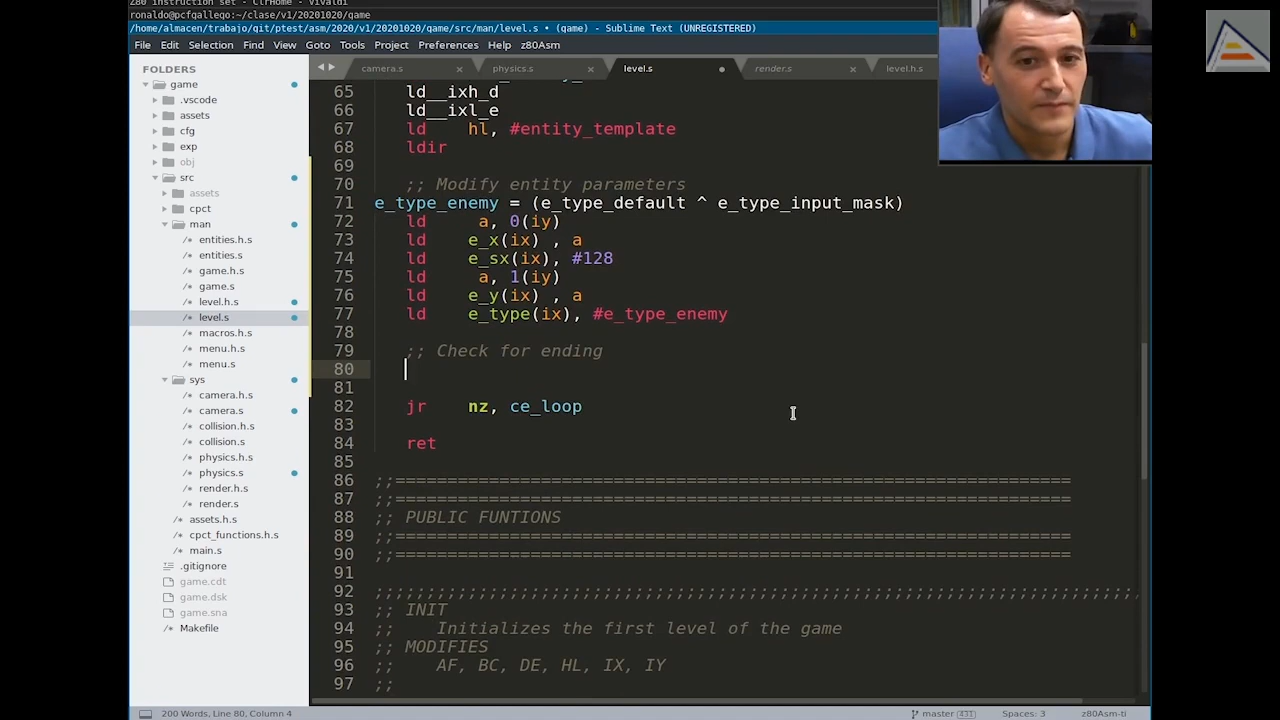 Z80 instruction set - ClrHome - Vivaldi
ronaldo@pcfgallego:~/clase/v1/20201020/game
/home/almacen/trabajo/git/ptest/asm/2020/v1/20201020/game/src/man/level.s • (game) - Sublime Text (UNREGISTERED)
File Edit Selection Find View Goto Tools Project Preferences Help z80Asm
FOLDERS
game
.vscode
assets
cfg
exp
obj
src
assets
cpct
man
entities.h.s
entities.s
game.h.s
game.s
level.h.s
level.s
macros.h.s
menu.h.s
menu.s
sys
camera.h.s
camera.s
collision.h.s
collision.s
physics.h.s
physics.s
render.h.s
render.s
assets.h.s
cpct_functions.h.s
main.s
.gitignore
game.cdt
game.dsk
game.sna
Makefile
camera.s × physics.s × level.s • render.s × level.h.s
65 ld__ixh_d
66 ld__ixl_e
67 ld hl, #entity_template
68 ldir
69
70 ;; Modify entity parameters
71 e_type_enemy = (e_type_default ^ e_type_input_mask)
72 ld a, 0(iy)
73 ld e_x(ix) , a
74 ld e_sx(ix), #128
75 ld a, 1(iy)
76 ld e_y(ix) , a
77 ld e_type(ix), #e_type_enemy
78
79 ;; Check for ending
80
81
82 jr nz, ce_loop
83
84 ret
85
86 ;;=================================================================
87 ;;=================================================================
88 ;; PUBLIC FUNTIONS
89 ;;=================================================================
90 ;;=================================================================
91
92 ;;;;;;;;;;;;;;;;;;;;;;;;;;;;;;;;;;;;;;;;;;;;;;;;;;;;;;;;;;;;;;;;;;;;;;;;;
93 ;; INIT
94 ;; Initializes the first level of the game
95 ;; MODIFIES
96 ;; AF, BC, DE, HL, IX, IY
97 ;;
200 Words, Line 80, Column 4 master 431 Spaces: 3 z80Asm-ti